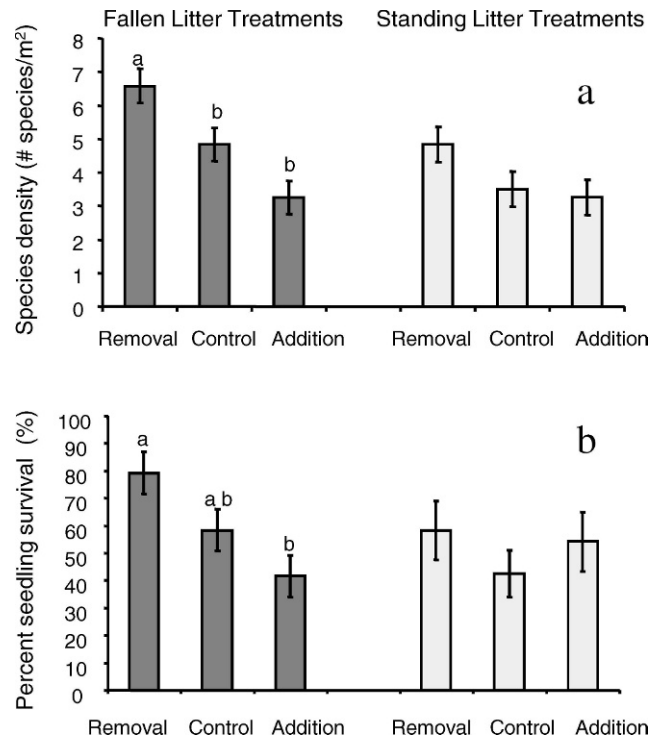 Fallen Litter Treatments Standing Litter Treatments
Species density (# species/m²)
8
7
6
5
4
3
2
1
0
a
b
b
a
Removal Control Addition Removal Control Addition
Percent seedling survival (%)
100
90
80
70
60
50
40
30
20
10
0
a
a b
b
b
Removal Control Addition Removal Control Addition